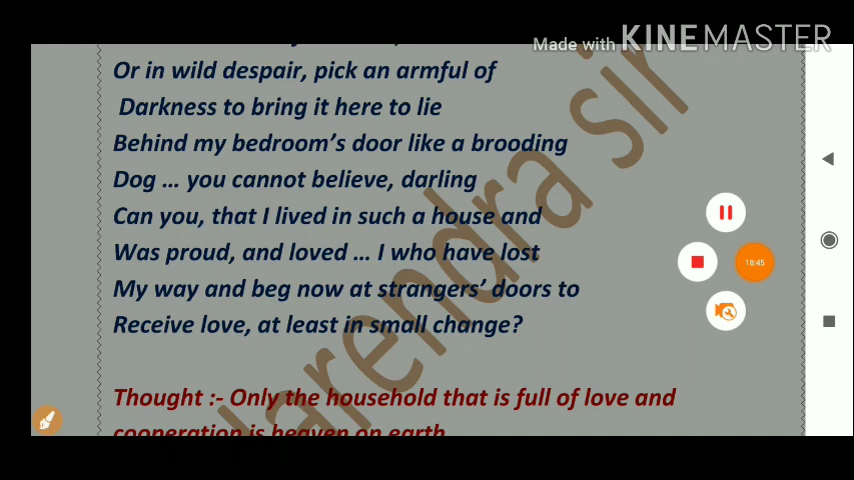 Made with KINEMASTER
Or in wild despair, pick an armful of
Darkness to bring it here to lie
Behind my bedroom's door like a brooding
Dog ... you cannot believe, darling
Can you, that I lived in such a house and
Was proud, and loved ... I who have lost
My way and beg now at strangers' doors to
Receive love, at least in small change?
18:45
Thought :- Only the household that is full of love and
cooperation is heaven on earth
arendra sir